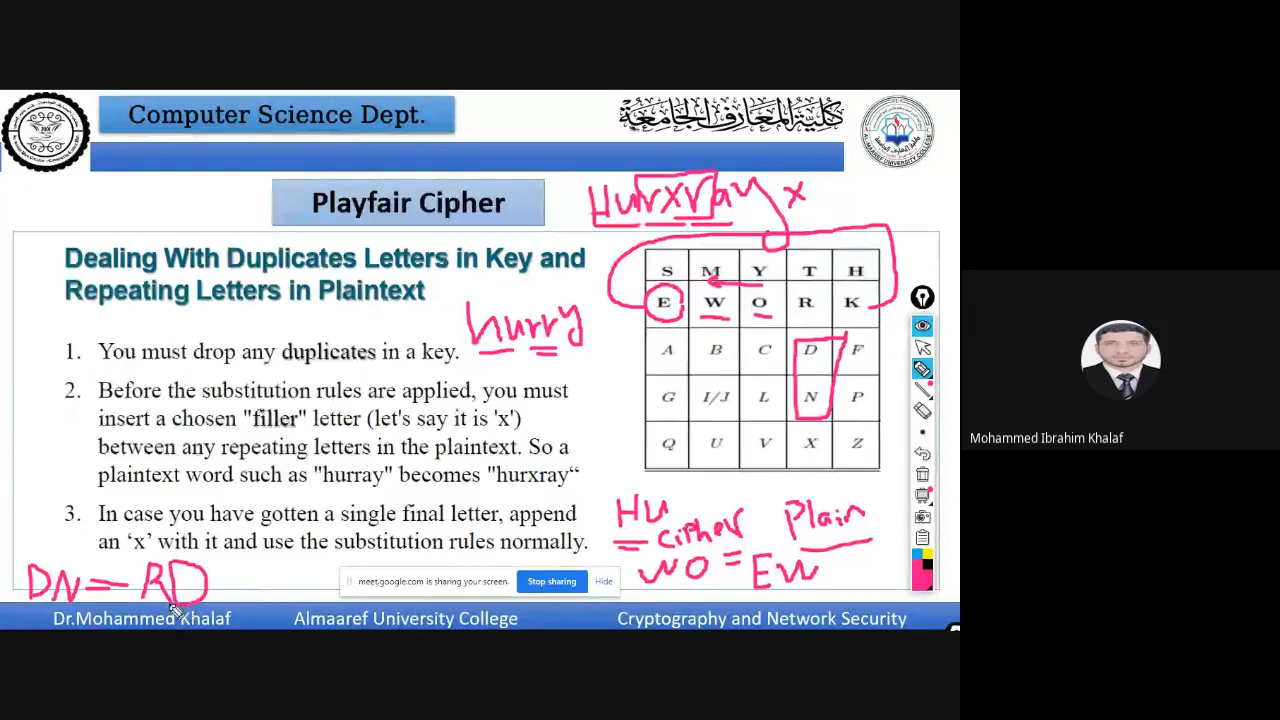 Computer Science Dept.
كلية المعارف الجامعة
Playfair Cipher
Hurxrayx
Dealing With Duplicates Letters in Key and
Repeating Letters in Plaintext
hurry
1. You must drop any duplicates in a key.
2. Before the substitution rules are applied, you must
insert a chosen "filler" letter (let's say it is 'x')
between any repeating letters in the plaintext. So a
plaintext word such as "hurray" becomes "hurxray“
3. In case you have gotten a single final letter, append
an ‘x’ with it and use the substitution rules normally.
S M Y T H
E W O R K
A B C D F
G I/J L N P
Q U V X Z
Hu
cipher Plain
WO = EW
DN = RD
meet.google.com is sharing your screen. Stop sharing Hide
Dr.Mohammed Khalaf Almaaref University College Cryptography and Network Security
Mohammed Ibrahim Khalaf